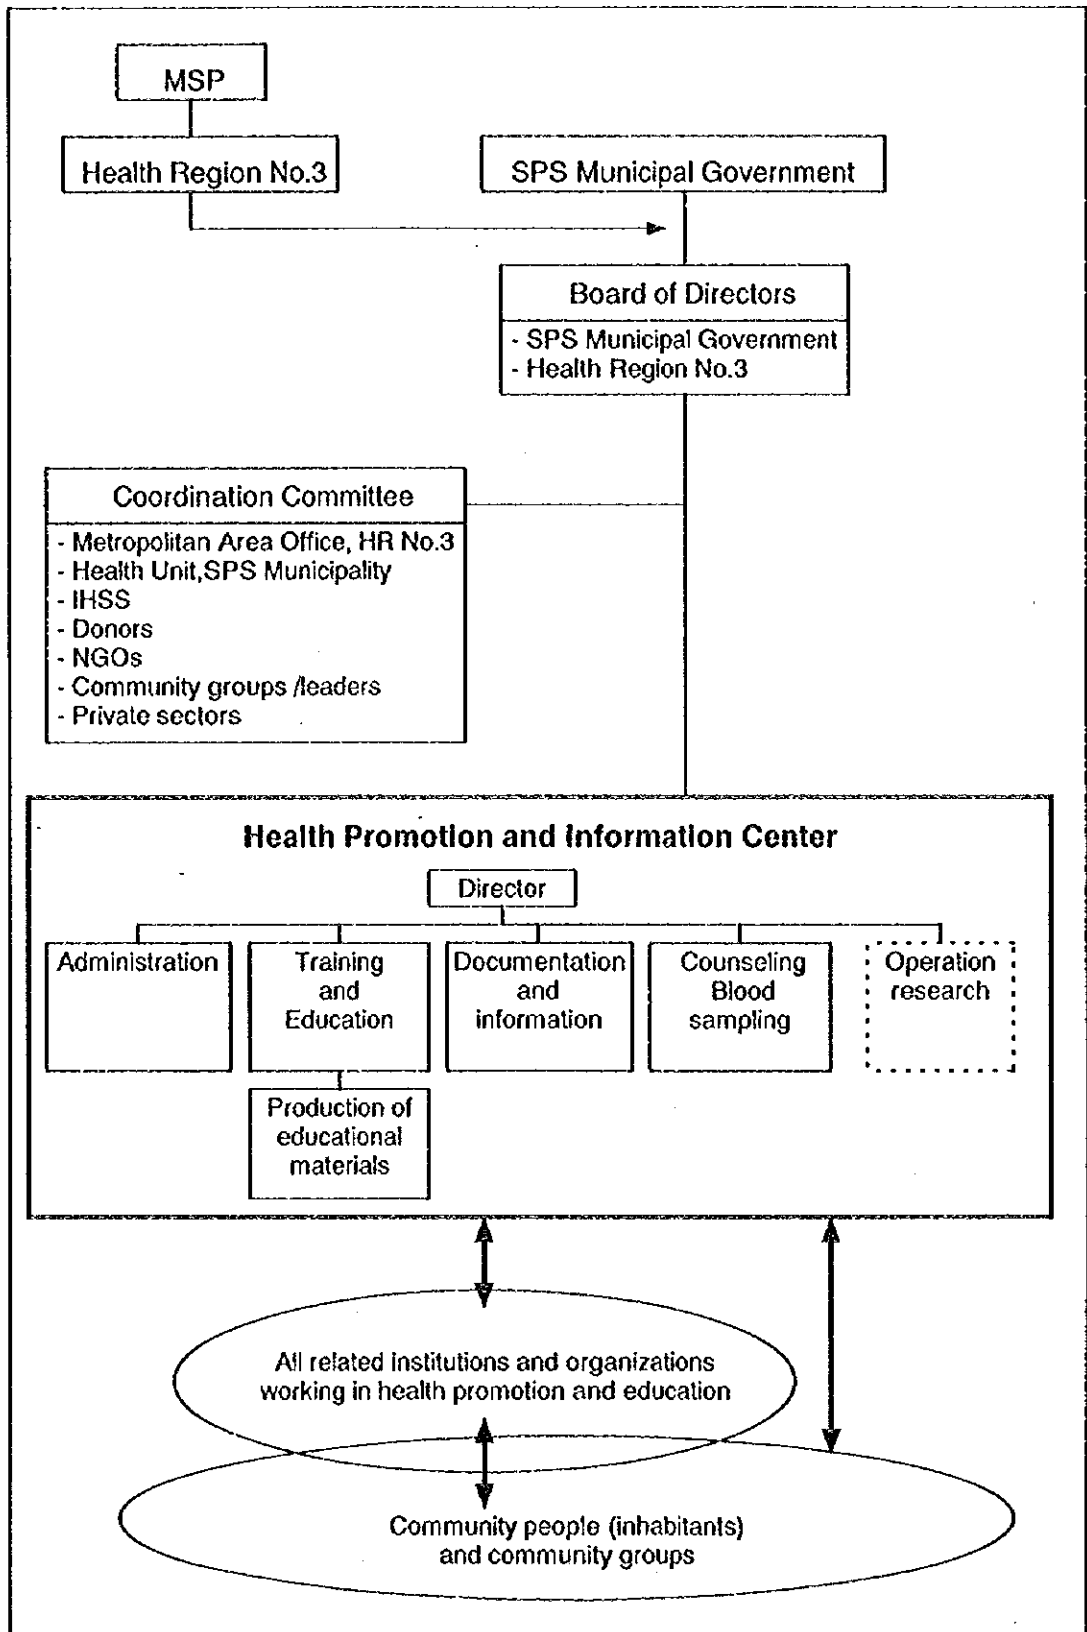 MSP
Health Region No.3
SPS Municipal Government
Board of Directors
- SPS Municipal Government
- Health Region No.3
Coordination Committee
- Metropolitan Area Office, HR No.3
- Health Unit,SPS Municipality
- IHSS
- Donors
- NGOs
- Community groups /leaders
- Private sectors
Health Promotion and Information Center
Director
Administration
Training
and
Education
Documentation
and
information
Counseling
Blood
sampling
Operation
research
Production of
educational
materials
All related institutions and organizations
working in health promotion and education
Community people (inhabitants)
and community groups